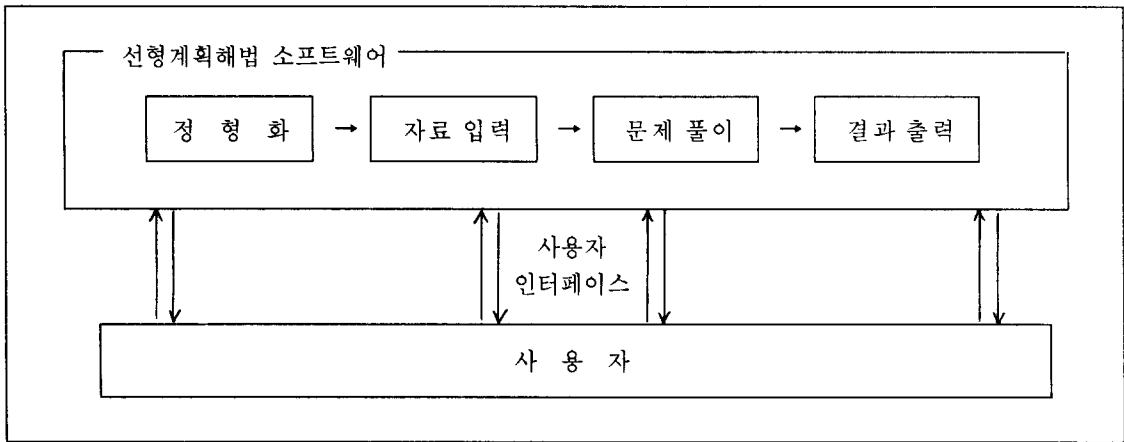 선형계획해법 소프트웨어
정 형 화 → 자료 입력 → 문제 풀이 → 결과 출력
사용자
인터페이스
사 용 자